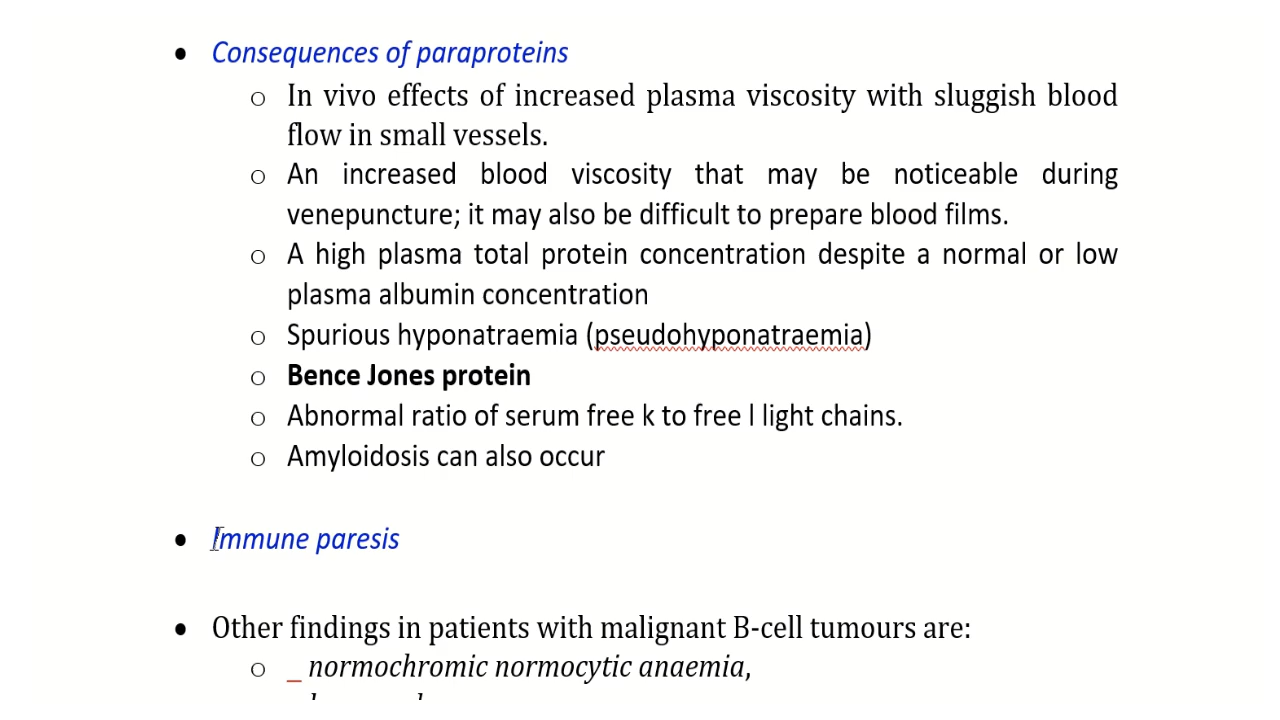 • Consequences of paraproteins
o In vivo effects of increased plasma viscosity with sluggish blood
flow in small vessels.
o An increased blood viscosity that may be noticeable during
venepuncture; it may also be difficult to prepare blood films.
o A high plasma total protein concentration despite a normal or low
plasma albumin concentration
o Spurious hyponatraemia (pseudohyponatraemia)
o Bence Jones protein
o Abnormal ratio of serum free k to free l light chains.
o Amyloidosis can also occur
• Immune paresis
• Other findings in patients with malignant B-cell tumours are:
o _ normochromic normocytic anaemia,